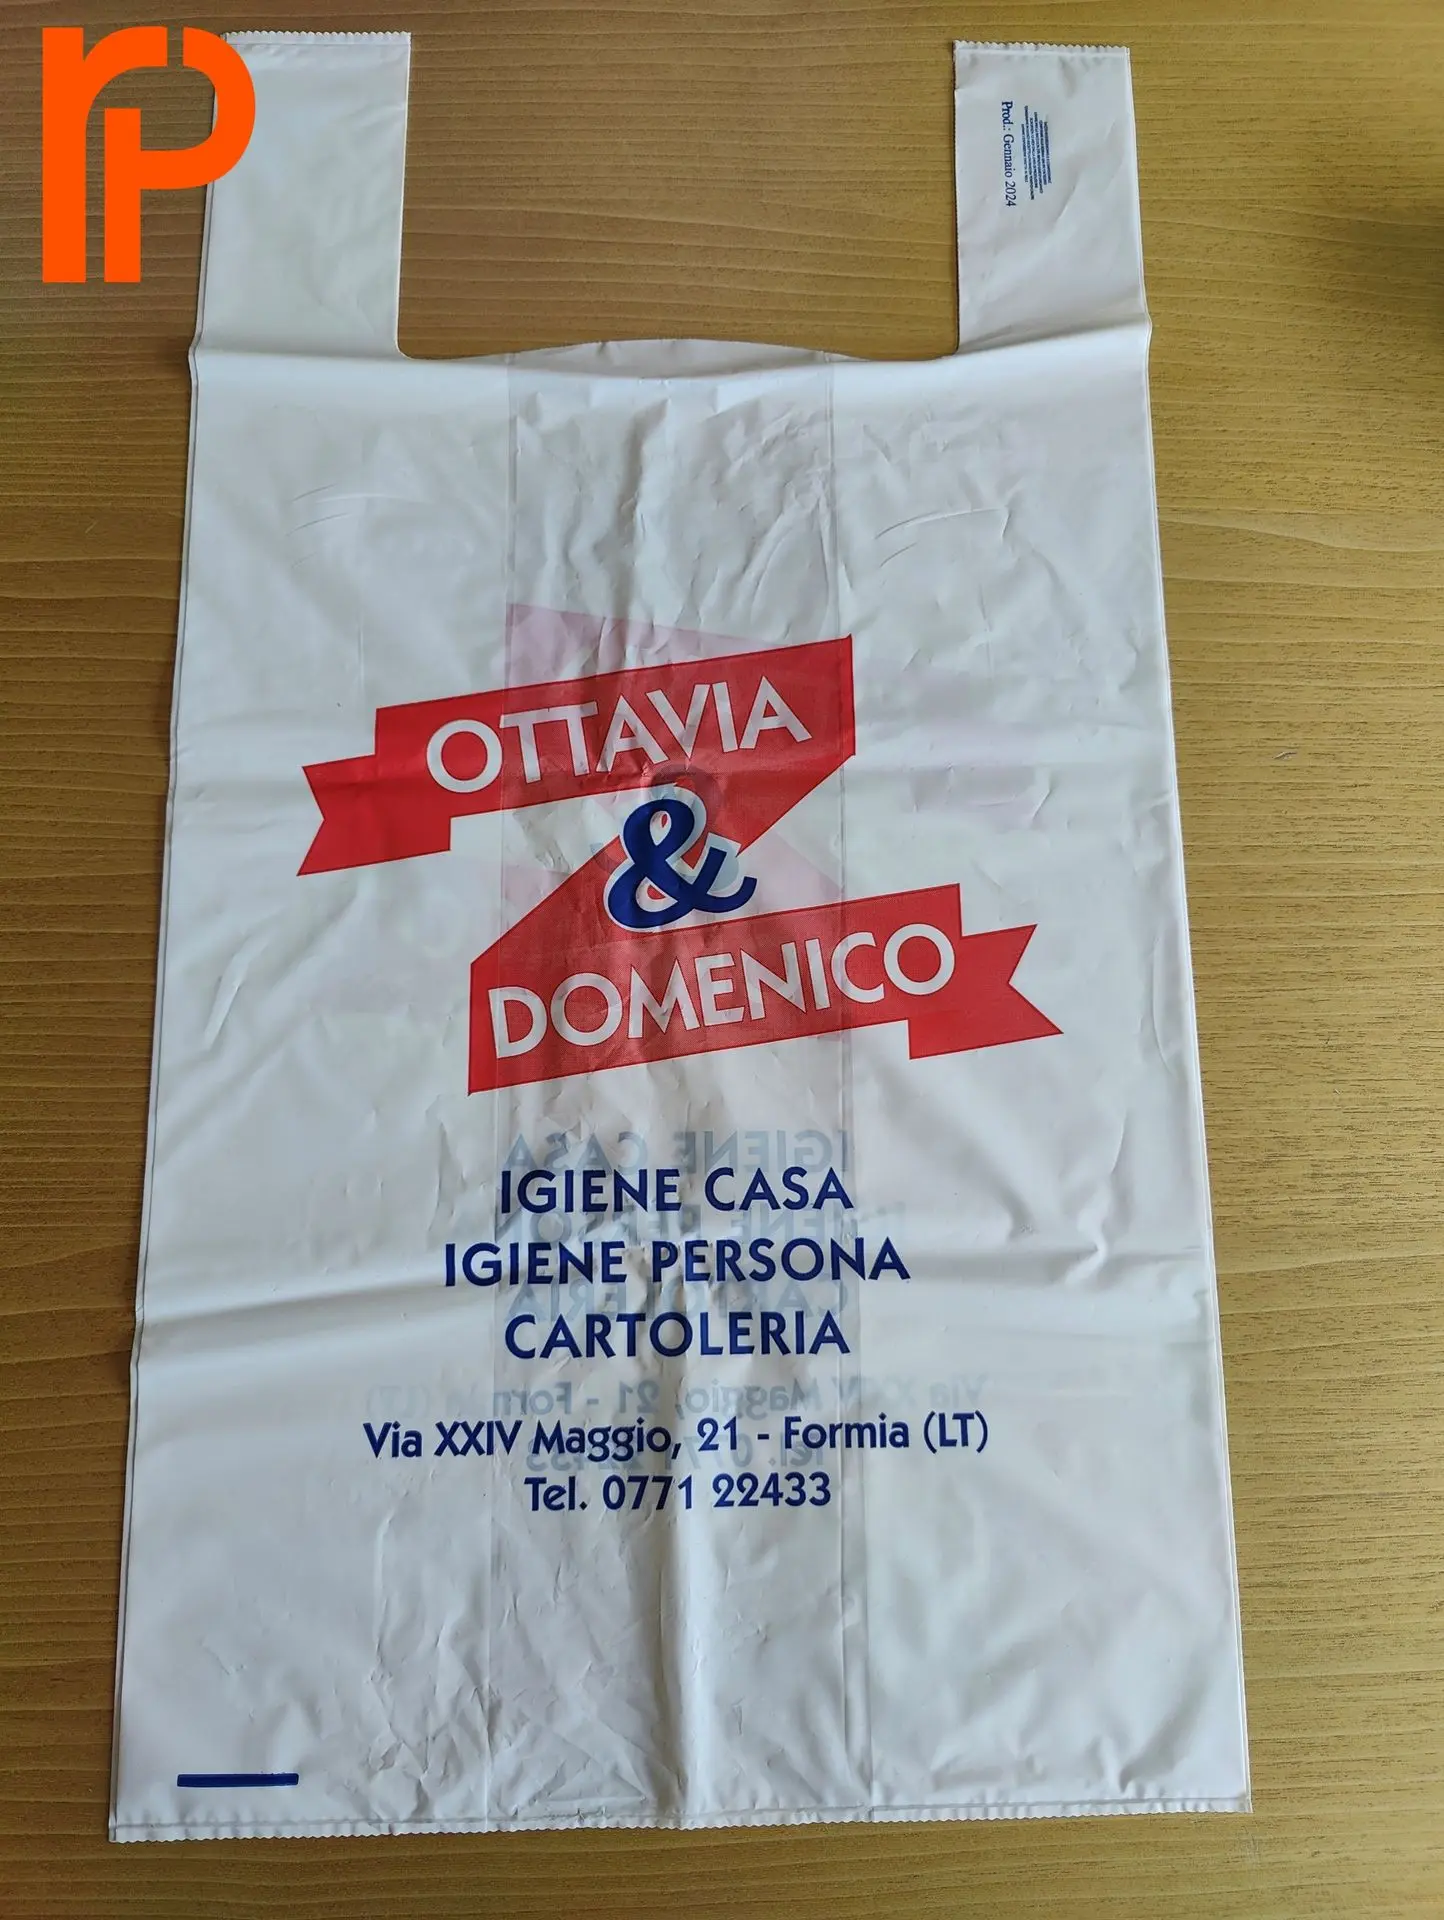 rP
Prod.: Gennaio 2024
OTTAVIA
&
DOMENICO
IGIENE CASA
IGIENE PERSONA
CARTOLERIA
Via XXIV Maggio, 21 - Formia (LT)
Tel. 0771 22433